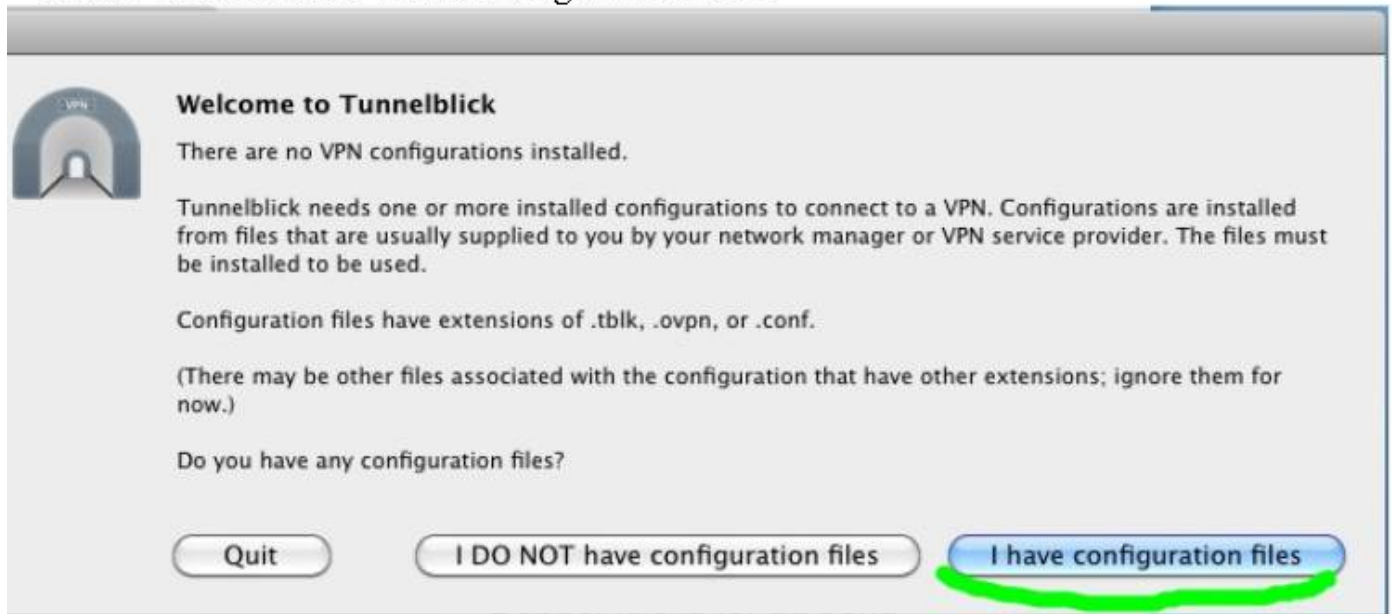 VPN
Welcome to Tunnelblick
There are no VPN configurations installed.
Tunnelblick needs one or more installed configurations to connect to a VPN. Configurations are installed
from files that are usually supplied to you by your network manager or VPN service provider. The files must
be installed to be used.
Configuration files have extensions of .tblk, .ovpn, or .conf.
(There may be other files associated with the configuration that have other extensions; ignore them for
now.)
Do you have any configuration files?
Quit
I DO NOT have configuration files
I have configuration files